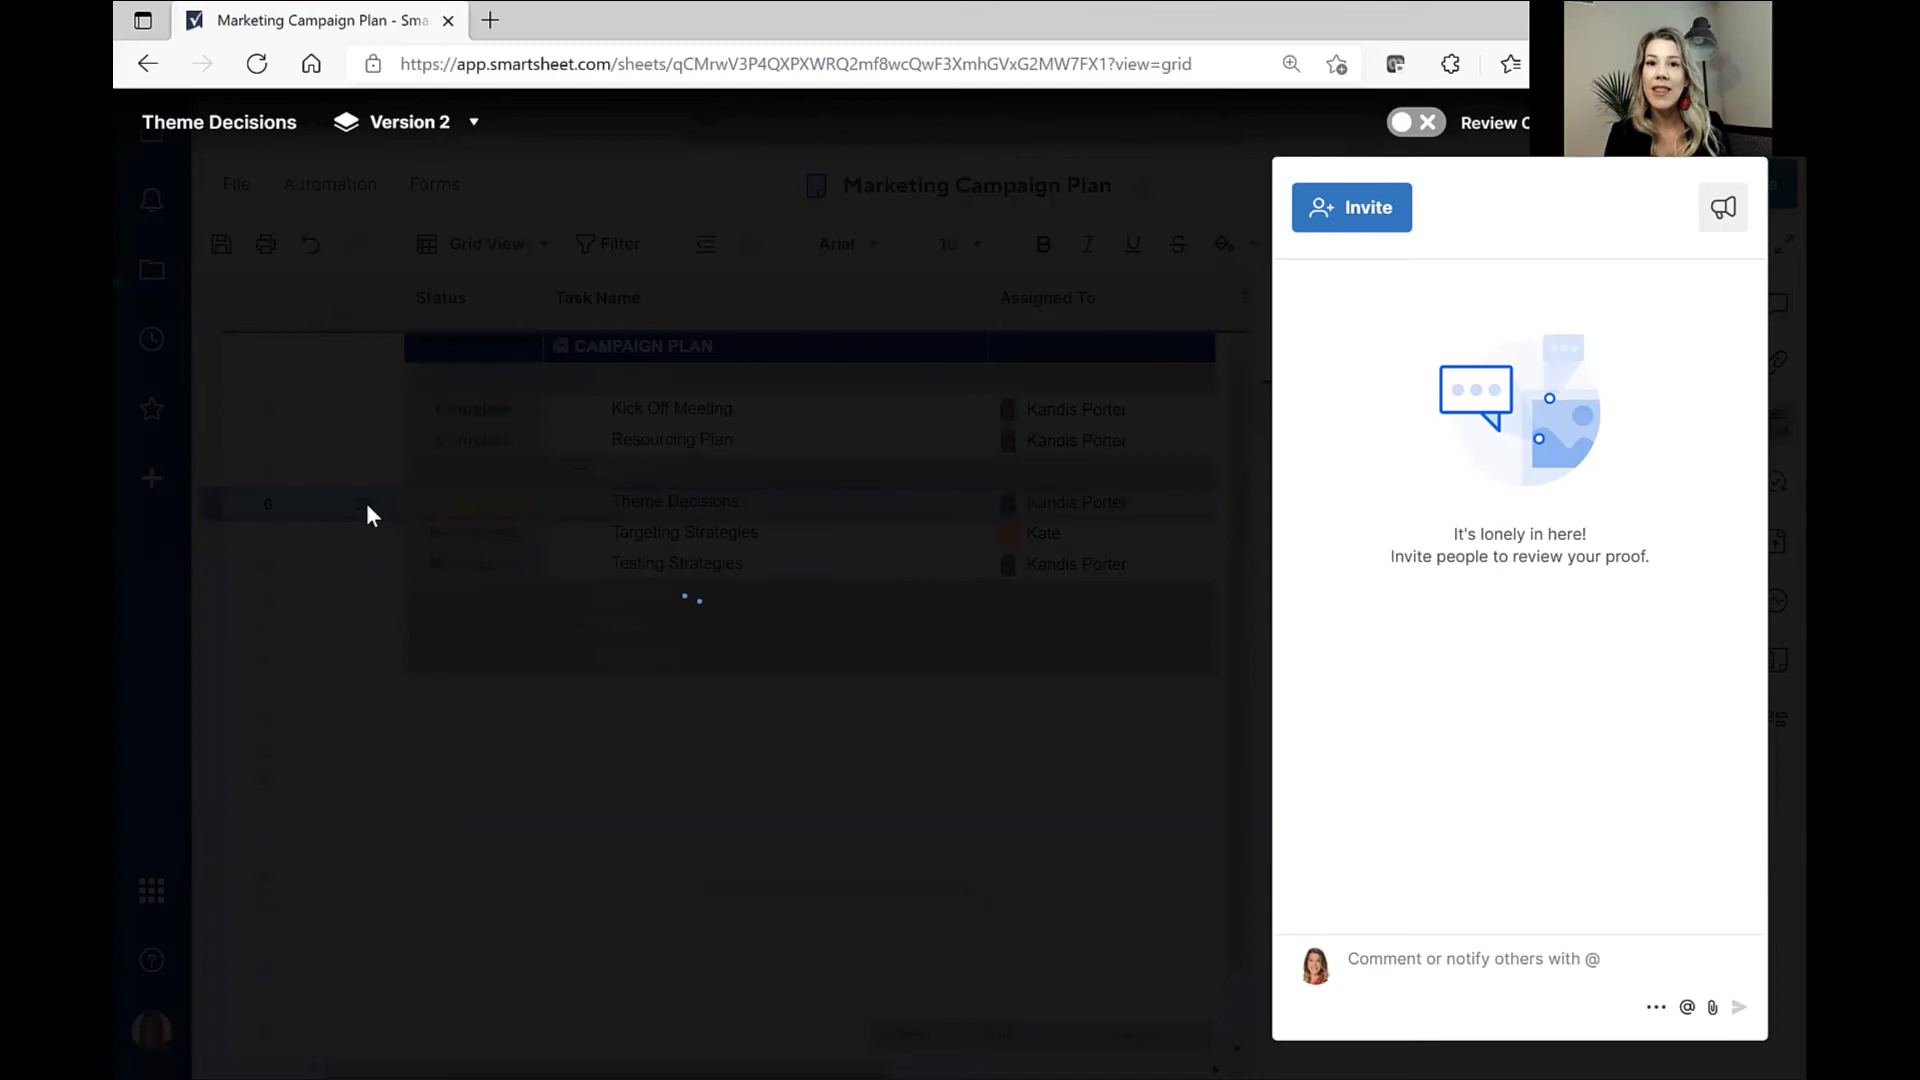 Marketing Campaign Plan - Sma
https://app.smartsheet.com/sheets/qCMrwV3P4QXPXWRQ2mf8wcQwF3XmhGVxG2MW7FX1?view=grid
Theme Decisions
Version 2
Review
File
Automation
Forms
Marketing Campaign Plan
Invite
Grid View
Filter
Arial
10
B
I
U
S
Status
Task Name
Assigned To
CAMPAIGN PLAN
Kick Off Meeting
Kandis Porter
Resourcing Plan
Kandis Porter
6
Theme Decisions
Kandis Porter
Targeting Strategies
Kate
Testing Strategies
Kandis Porter
It's lonely in here!
Invite people to review your proof.
Comment or notify others with @